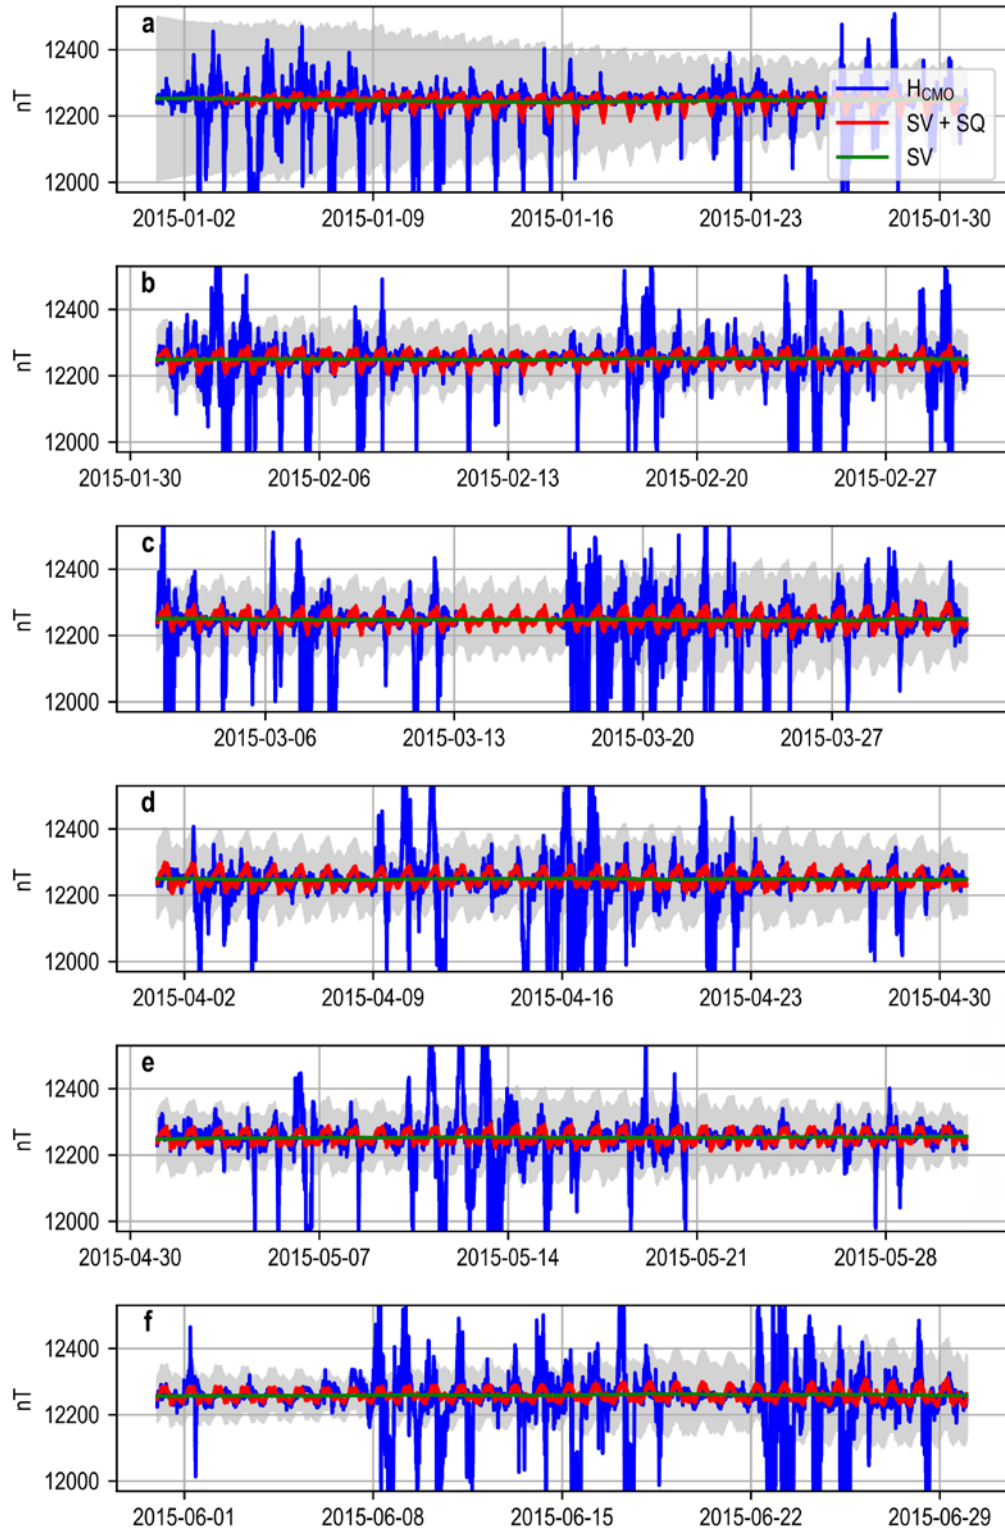 a
12400
12200
12000
nT
H_CMO
SV + SQ
SV
2015-01-02 2015-01-09 2015-01-16 2015-01-23 2015-01-30
b
12400
12200
12000
nT
2015-01-30 2015-02-06 2015-02-13 2015-02-20 2015-02-27
c
12400
12200
12000
nT
2015-03-06 2015-03-13 2015-03-20 2015-03-27
d
12400
12200
12000
nT
2015-04-02 2015-04-09 2015-04-16 2015-04-23 2015-04-30
e
12400
12200
12000
nT
2015-04-30 2015-05-07 2015-05-14 2015-05-21 2015-05-28
f
12400
12200
12000
nT
2015-06-01 2015-06-08 2015-06-15 2015-06-22 2015-06-29